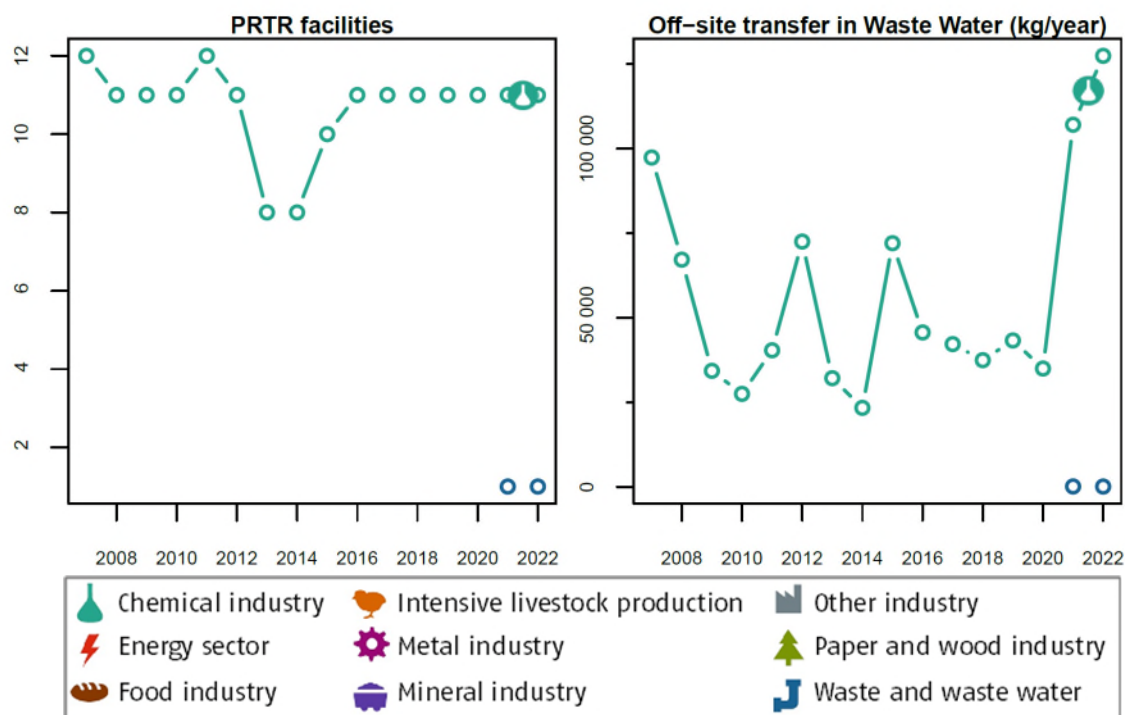 PRTR facilities
12
10
8
6
4
2
2008 2010 2012 2014 2016 2018 2020 2022
Off−site transfer in Waste Water (kg/year)
100 000
50 000
0
2008 2010 2012 2014 2016 2018 2020 2022
Chemical industry
Intensive livestock production
Other industry
Energy sector
Metal industry
Paper and wood industry
Food industry
Mineral industry
Waste and waste water